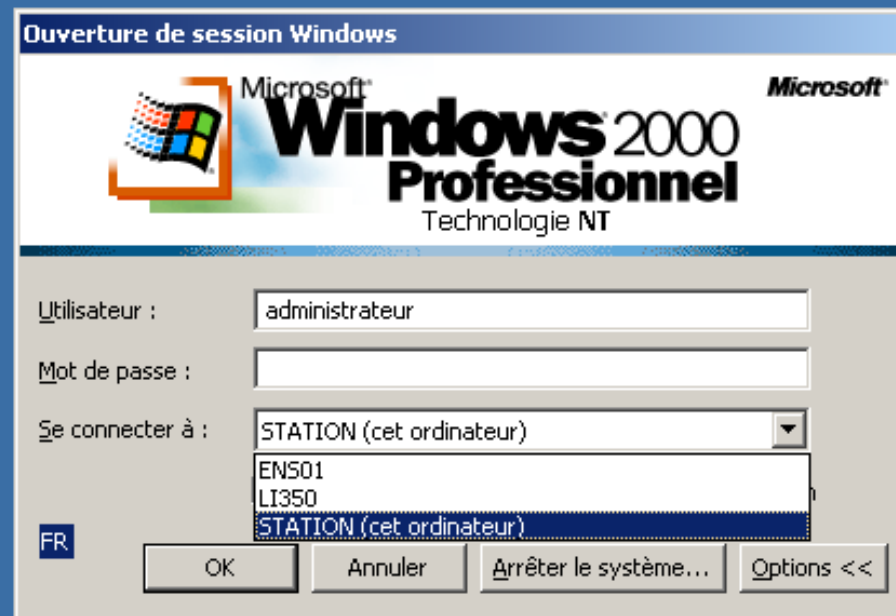 Ouverture de session Windows
Microsoft
Microsoft
Windows 2000
Professionnel
Technologie NT
Utilisateur : administrateur
Mot de passe :
Se connecter à : STATION (cet ordinateur)
ENS01
LI350
STATION (cet ordinateur)
FR
OK Annuler Arrêter le système... Options <<